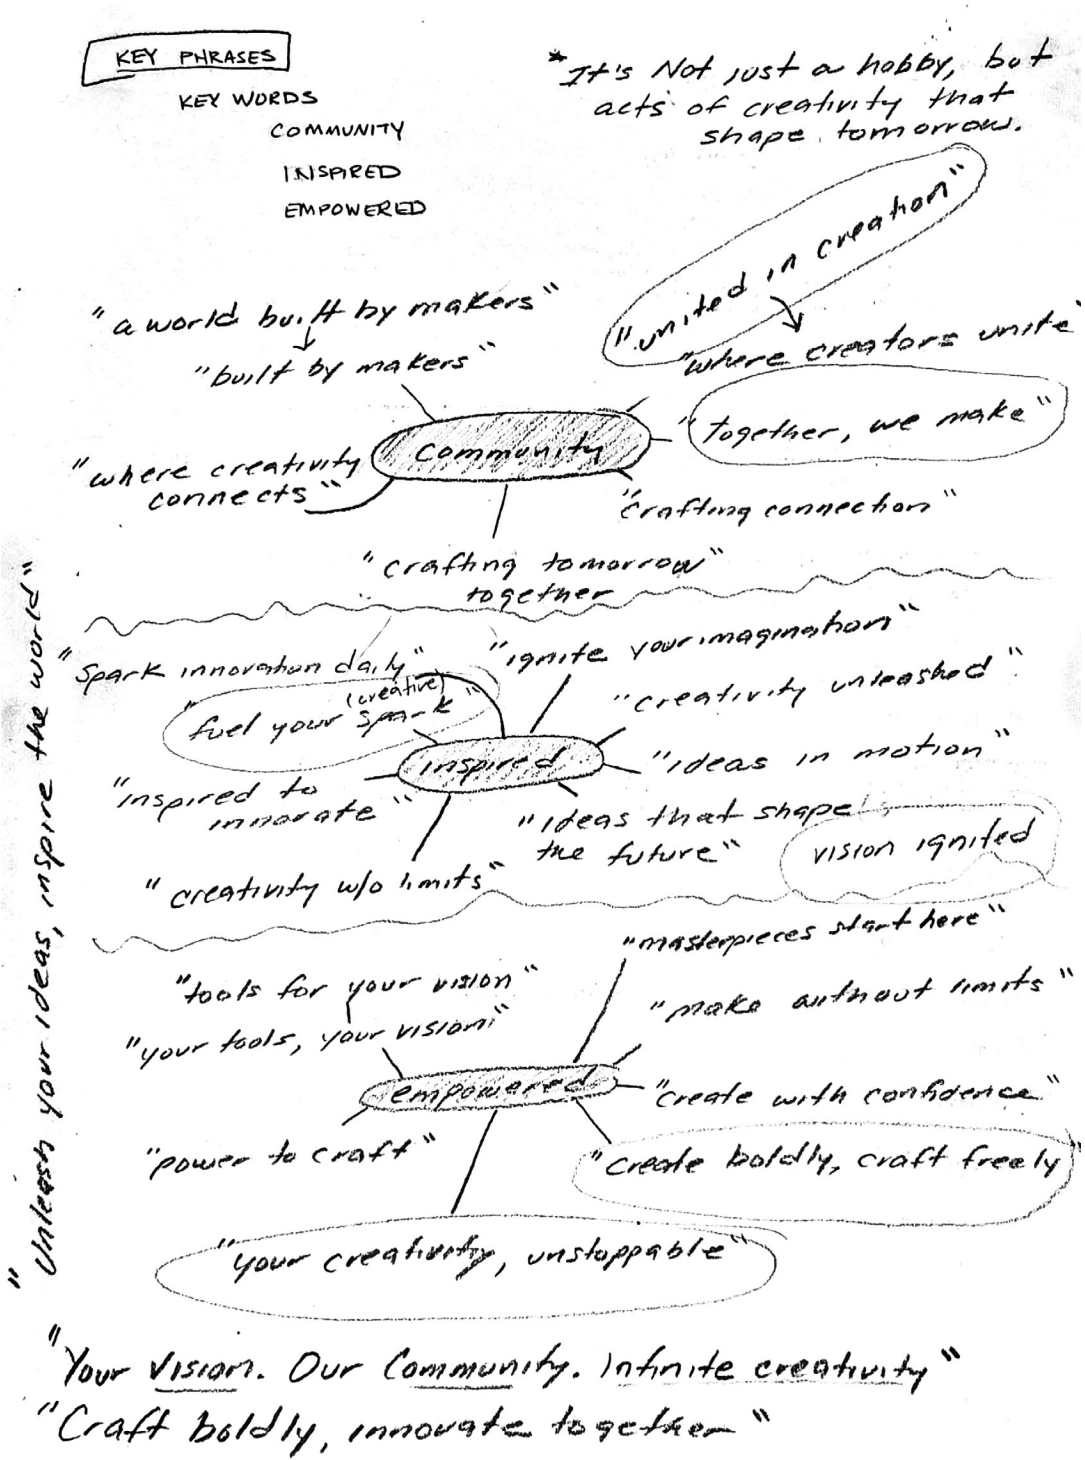 KEY PHRASES
KEY WORDS
COMMUNITY
INSPIRED
EMPOWERED
*It's Not just a hobby, but
acts of creativity that
shape tomorrow.
"united in creation"
"where creators unite"
"a world built by makers"
"built by makers"
"together, we make"
community
"where creativity
connects"
"crafting connection"
"crafting tomorrow"
together
"Spark innovation daily"
"ignite your imagination"
(creative)
"fuel your spark"
"creativity unleashed"
inspired
"ideas in motion"
"inspired to
innovate"
"ideas that shape
the future"
vision ignited
"creativity w/o limits"
"masterpieces start here"
"tools for your vision"
"make without limits"
"your tools, your vision"
empowered
"create with confidence"
"power to craft"
"create boldly, craft freely"
"your creativity, unstoppable"
"Unleash your ideas, inspire the world"
"Your Vision. Our Community. Infinite creativity"
"Craft boldly, innovate together"